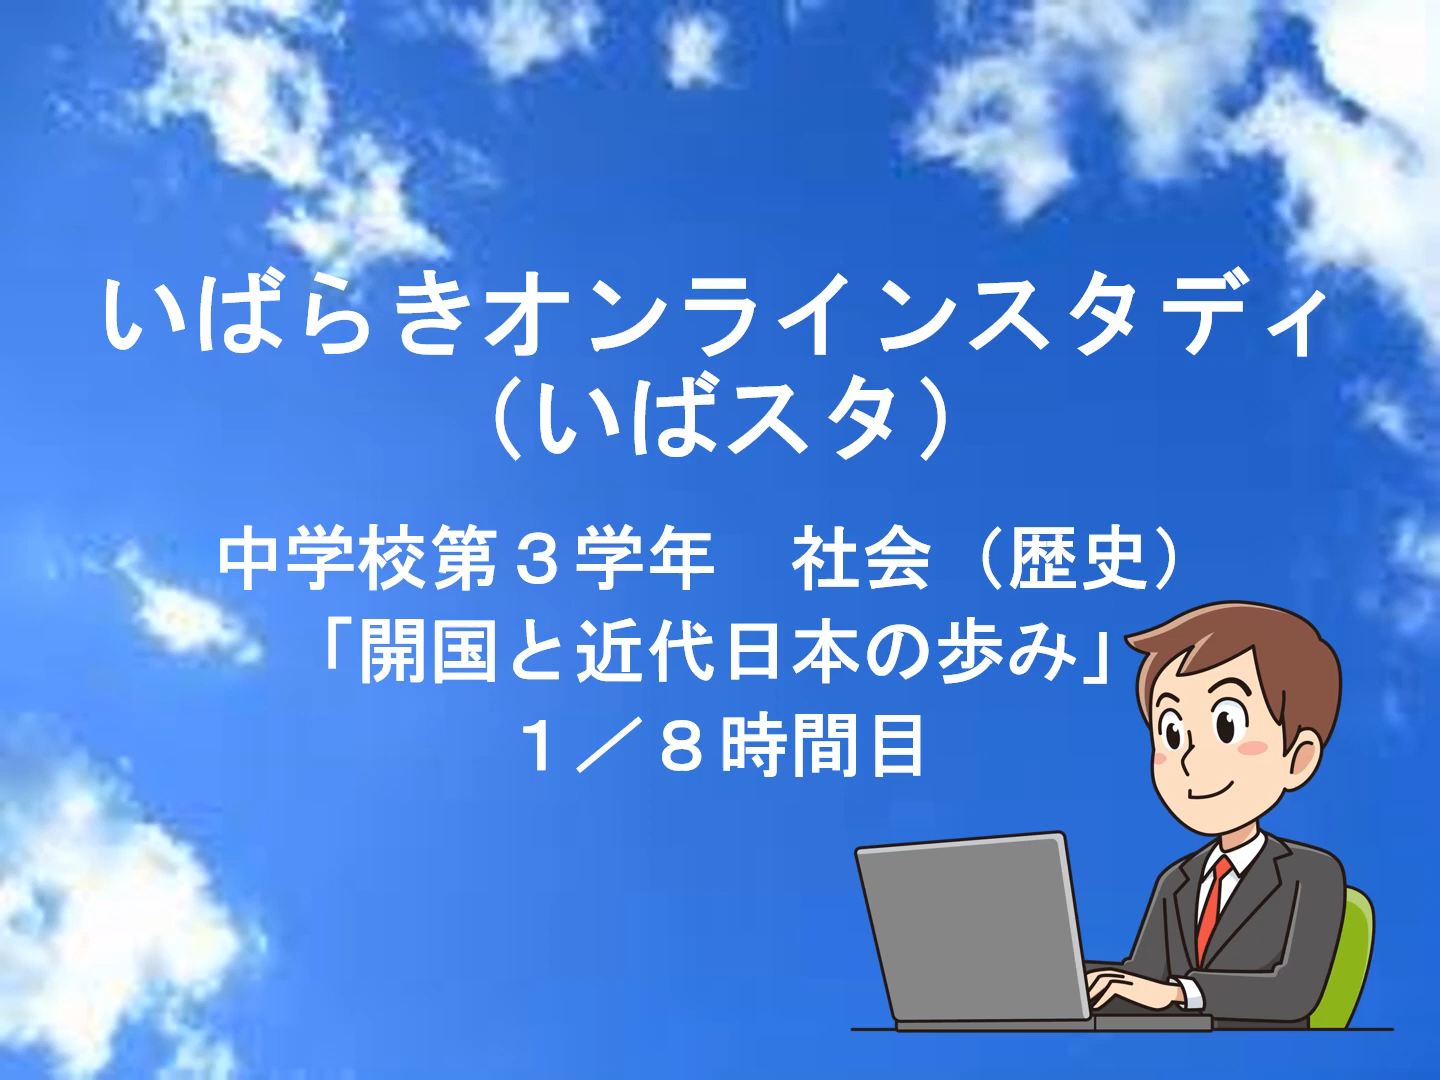 いばらきオンラインスタディ
（いばスタ）
中学校第３学年　社会（歴史）
「開国と近代日本の歩み」
１／８時間目